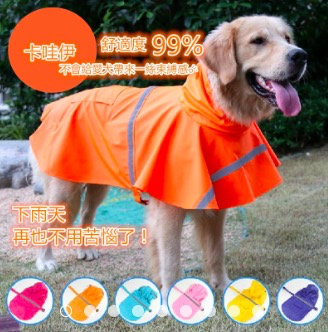 卡哇伊
舒適度 99%
不會給愛犬帶來一絲束縛感
下雨天
再也不用苦惱了！